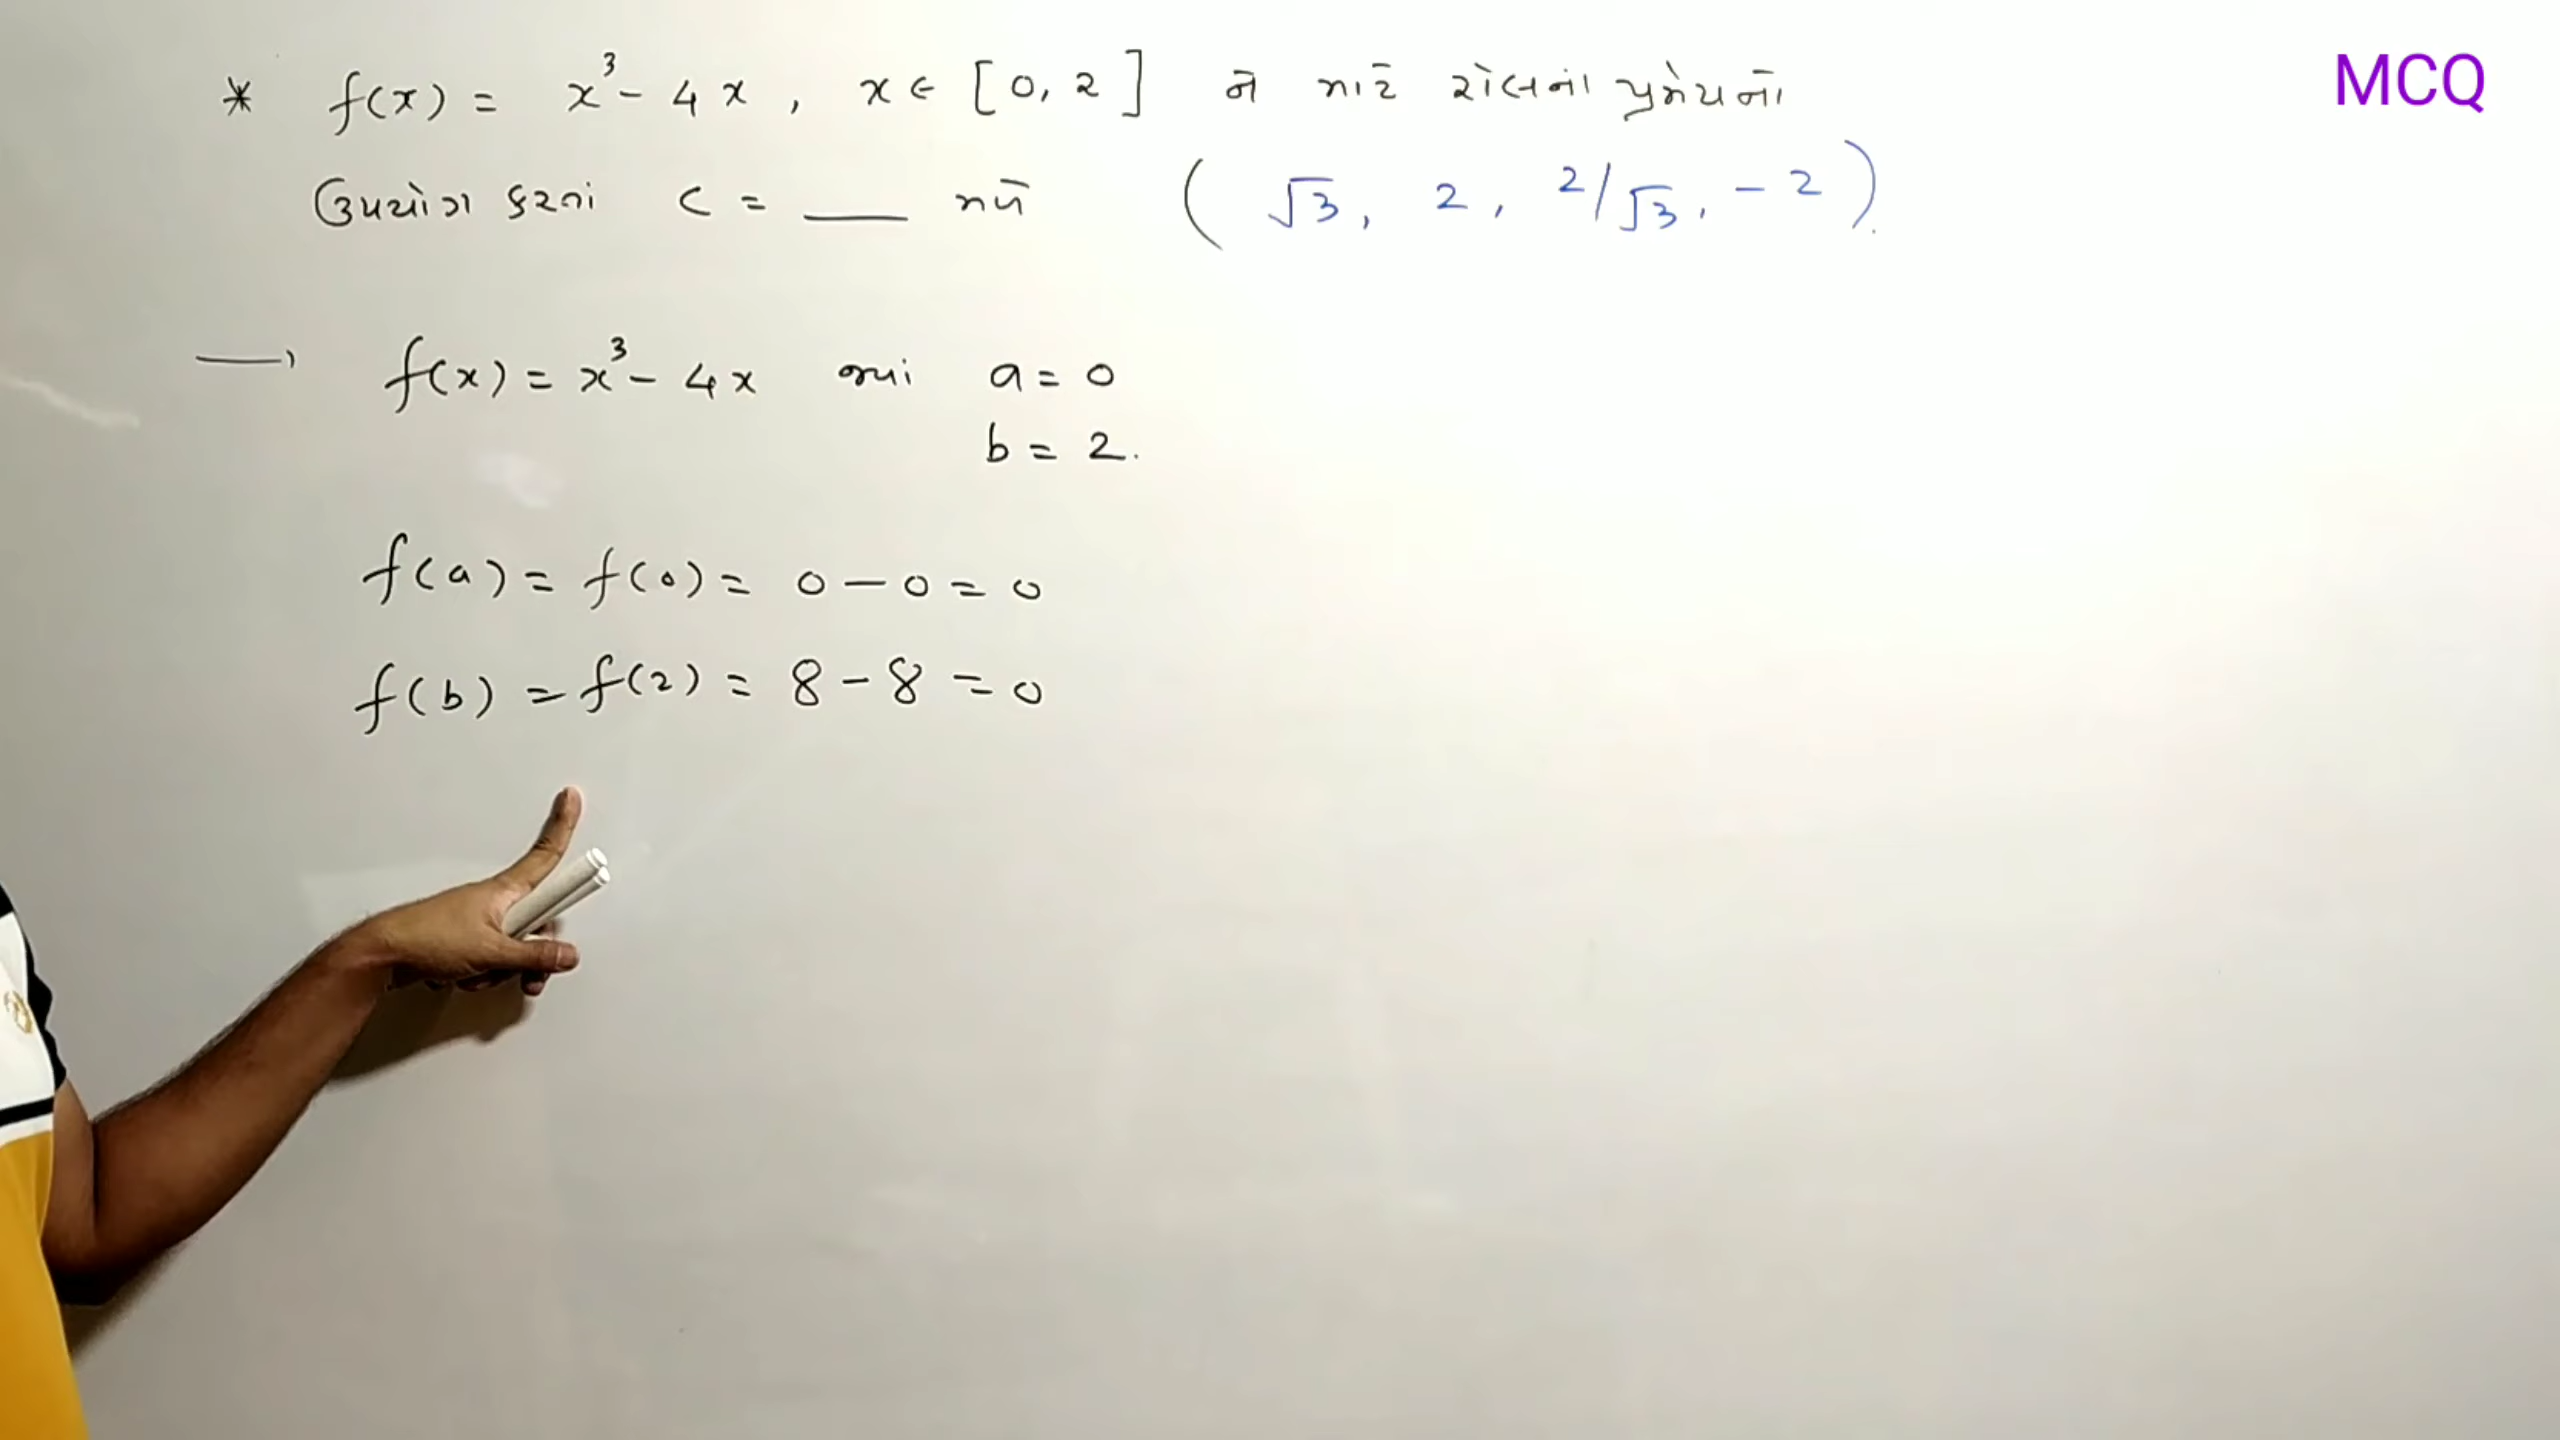 MCQ
* f(x) = x³ - 4x , x ∈ [0, 2] ને માટે રોલના પ્રમેયનો
ઉપયોગ કરતાં c = ___ મળે ( √3, 2, 2/√3, -2 ).
→ f(x) = x³ - 4x જ્યાં a = 0
b = 2.
f(a) = f(0) = 0 - 0 = 0
f(b) = f(2) = 8 - 8 = 0